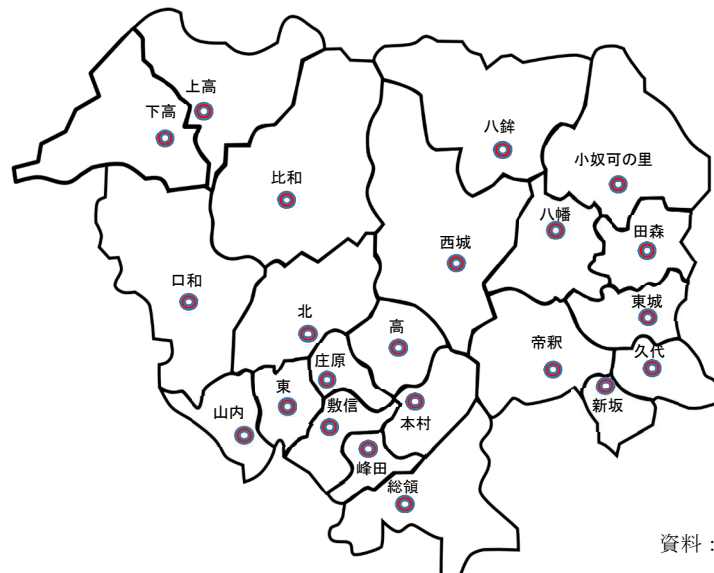 上高
下高
八鉾
小奴可の里
比和
八幡
田森
西城
口和
北
東城
高
帝釈
庄原
久代
東
山内
敷信
本村
新坂
峰田
総領
資料：